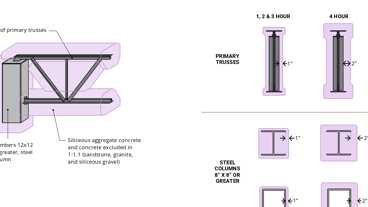 of primary trusses
mbers 12x12
greater, steel
umn
Siliceous aggregate concrete
and concrete excluded in
1-1.1 (sandstone, granite,
and siliceous gravel)
1, 2 & 3 HOUR
4 HOUR
PRIMARY
TRUSSES
1"
2"
STEEL
COLUMNS
8" X 8" OR
GREATER
1"
2"
1"
2"